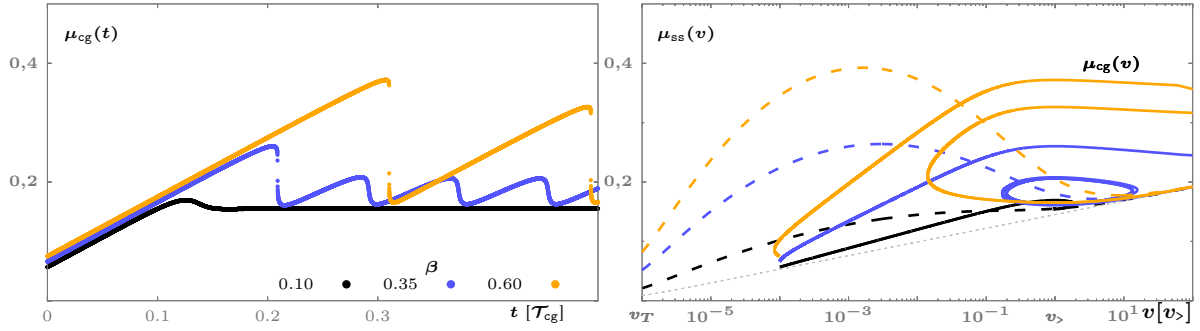 μcg(t)
0,4
0,2
β
0.10 0.35 0.60
0 0.1 0.2 0.3 t [𝒯cg]
μss(v)
μcg(v)
0,4
0,2
vT 10⁻⁵ 10⁻³ 10⁻¹ v> 10¹ v[v>]